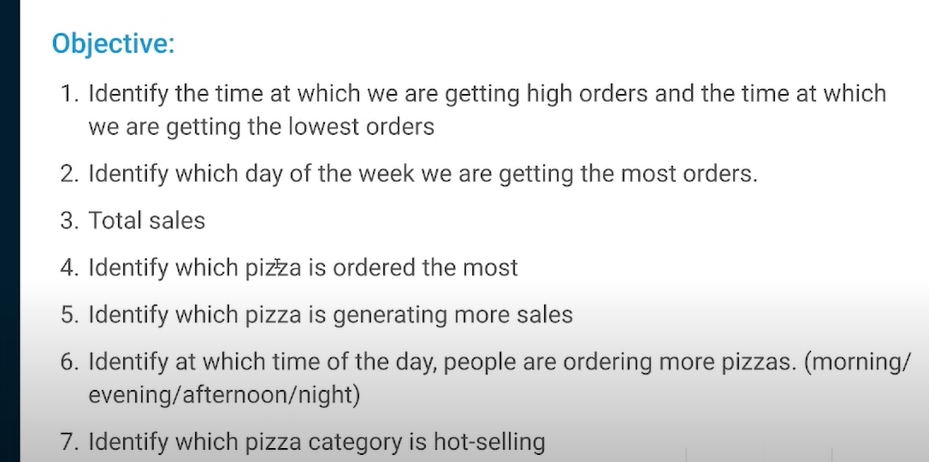 Objective:
1. Identify the time at which we are getting high orders and the time at which
we are getting the lowest orders
2. Identify which day of the week we are getting the most orders.
3. Total sales
4. Identify which pizza is ordered the most
5. Identify which pizza is generating more sales
6. Identify at which time of the day, people are ordering more pizzas. (morning/
evening/afternoon/night)
7. Identify which pizza category is hot-selling